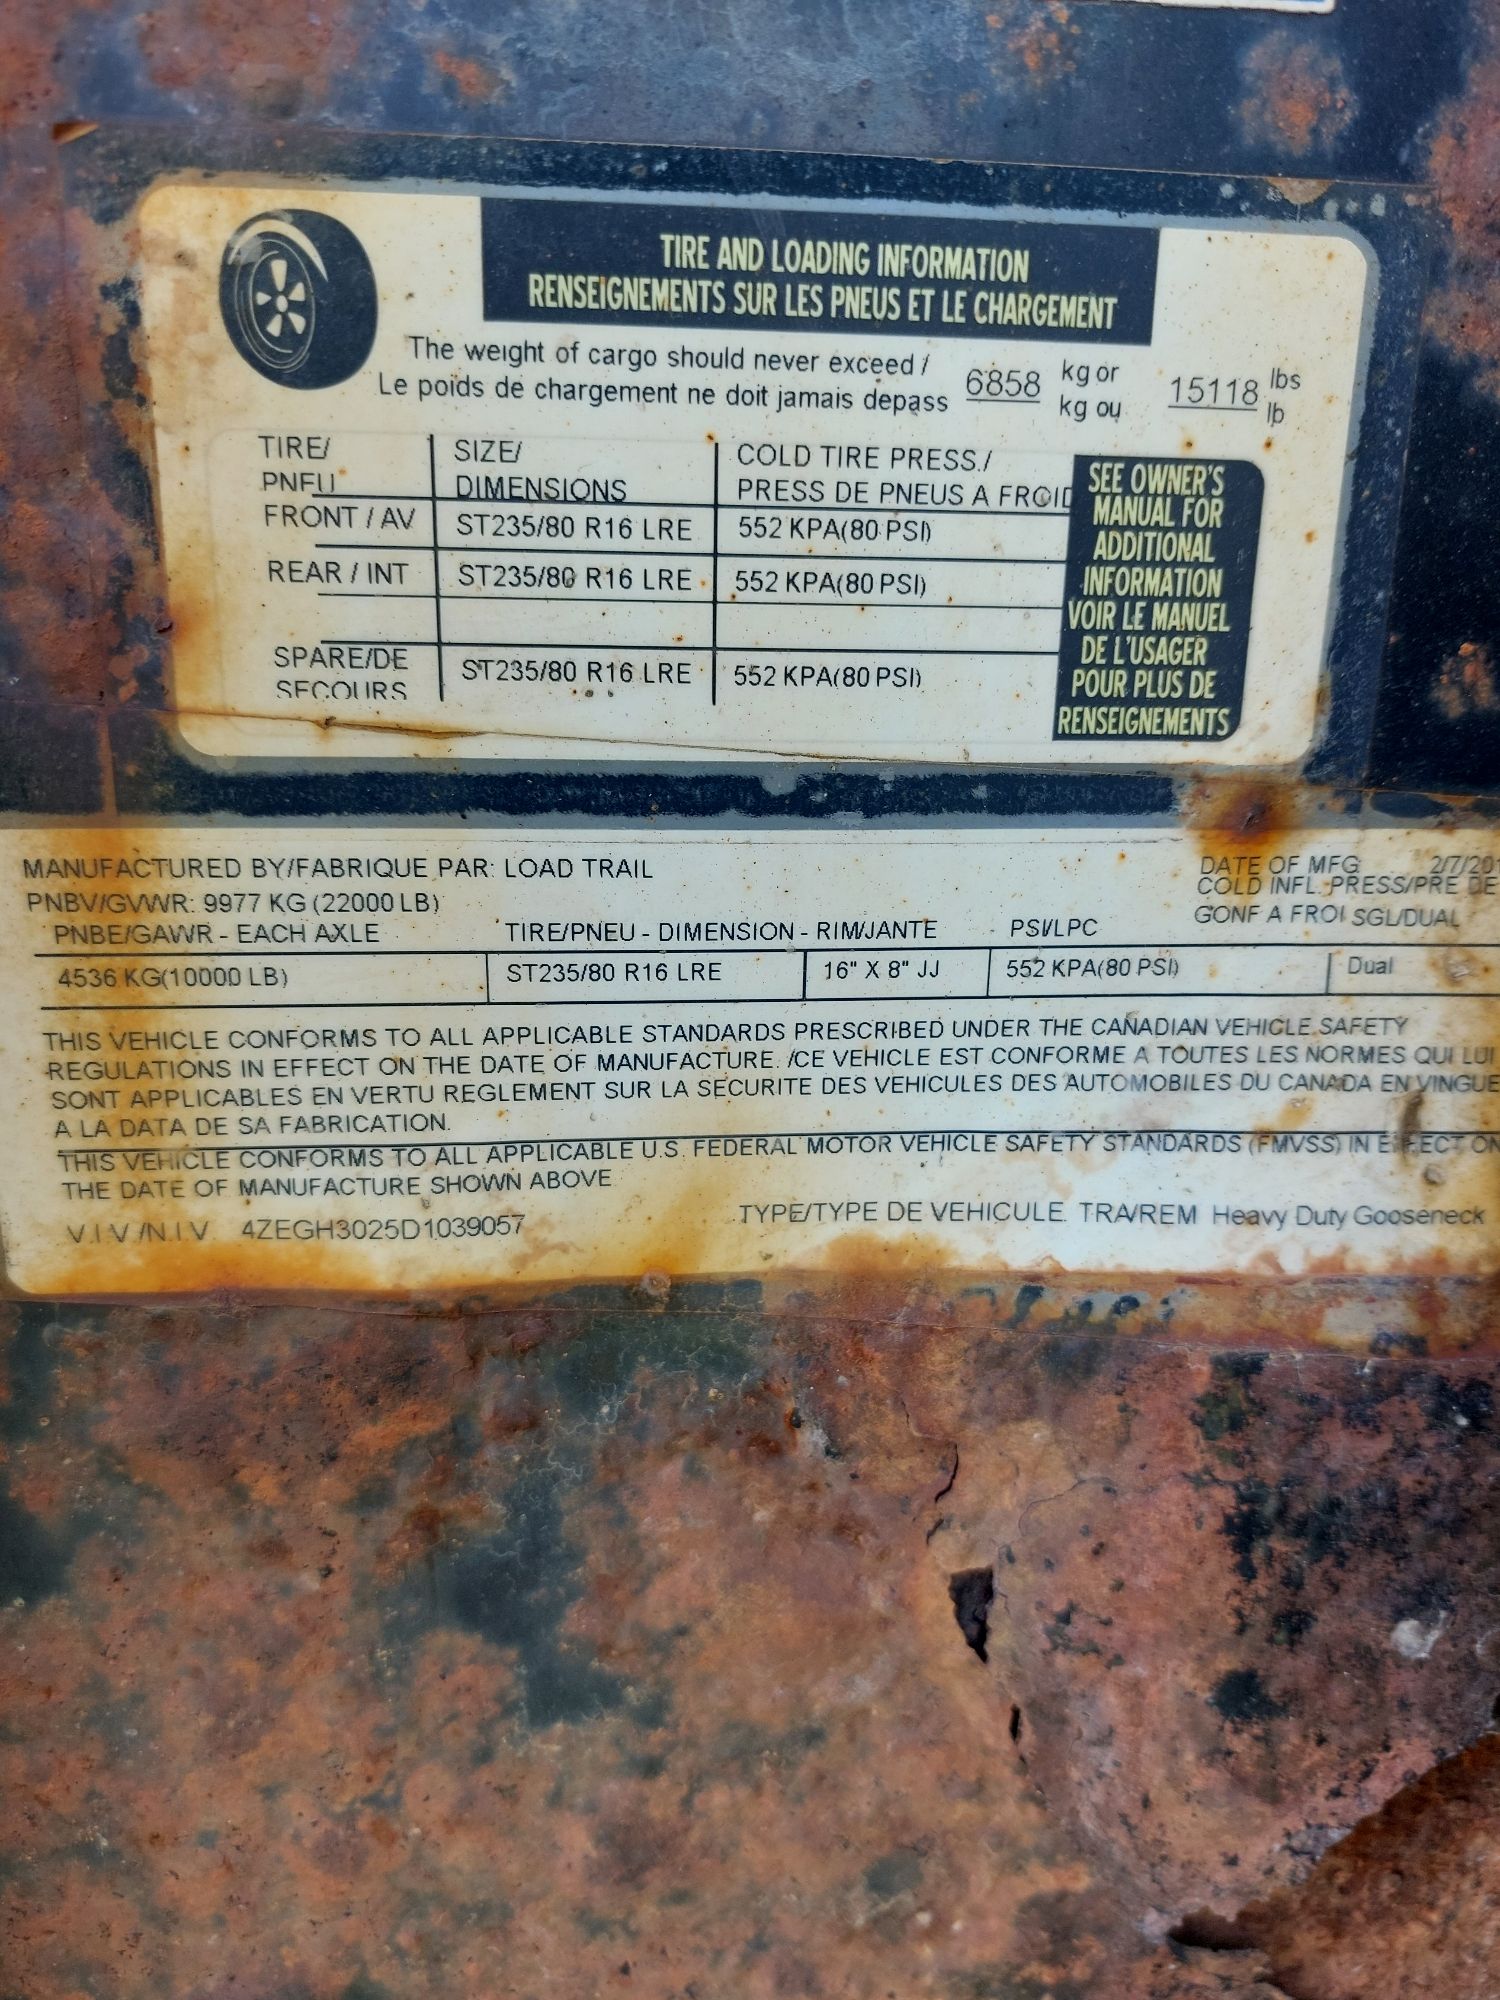 TIRE AND LOADING INFORMATION
RENSEIGNEMENTS SUR LES PNEUS ET LE CHARGEMENT
The weight of cargo should never exceed / 6858 kg or 15118 lbs
Le poids de chargement ne doit jamais depass kg ou lb
TIRE/ SIZE/ COLD TIRE PRESS./
PNEU DIMENSIONS PRESS DE PNEUS A FROID
FRONT / AV ST235/80 R16 LRE 552 KPA(80 PSI)
REAR / INT ST235/80 R16 LRE 552 KPA(80 PSI)
SPARE/DE ST235/80 R16 LRE 552 KPA(80 PSI)
SECOURS
SEE OWNER'S
MANUAL FOR
ADDITIONAL
INFORMATION
VOIR LE MANUEL
DE L'USAGER
POUR PLUS DE
RENSEIGNEMENTS
MANUFACTURED BY/FABRIQUE PAR: LOAD TRAIL DATE OF MFG 2/7/201
PNBV/GVWR: 9977 KG (22000 LB) COLD INFL. PRESS/PRE DE
PNBE/GAWR - EACH AXLE TIRE/PNEU - DIMENSION - RIM/JANTE - PSI/LPC GONF A FROI SGL/DUAL
4536 KG(10000 LB) ST235/80 R16 LRE 16" X 8" JJ 552 KPA(80 PSI) Dual
THIS VEHICLE CONFORMS TO ALL APPLICABLE STANDARDS PRESCRIBED UNDER THE CANADIAN VEHICLE SAFETY
REGULATIONS IN EFFECT ON THE DATE OF MANUFACTURE. /CE VEHICLE EST CONFORME A TOUTES LES NORMES QUI LUI
SONT APPLICABLES EN VERTU REGLEMENT SUR LA SECURITE DES VEHICULES DES AUTOMOBILES DU CANADA EN VINGUE
A LA DATA DE SA FABRICATION.
THIS VEHICLE CONFORMS TO ALL APPLICABLE U.S. FEDERAL MOTOR VEHICLE SAFETY STANDARDS (FMVSS) IN EFFECT ON
THE DATE OF MANUFACTURE SHOWN ABOVE
V.I.V /N.I.V. 4ZEGH3025D1039057 TYPE/TYPE DE VEHICULE. TRA/REM Heavy Duty Gooseneck